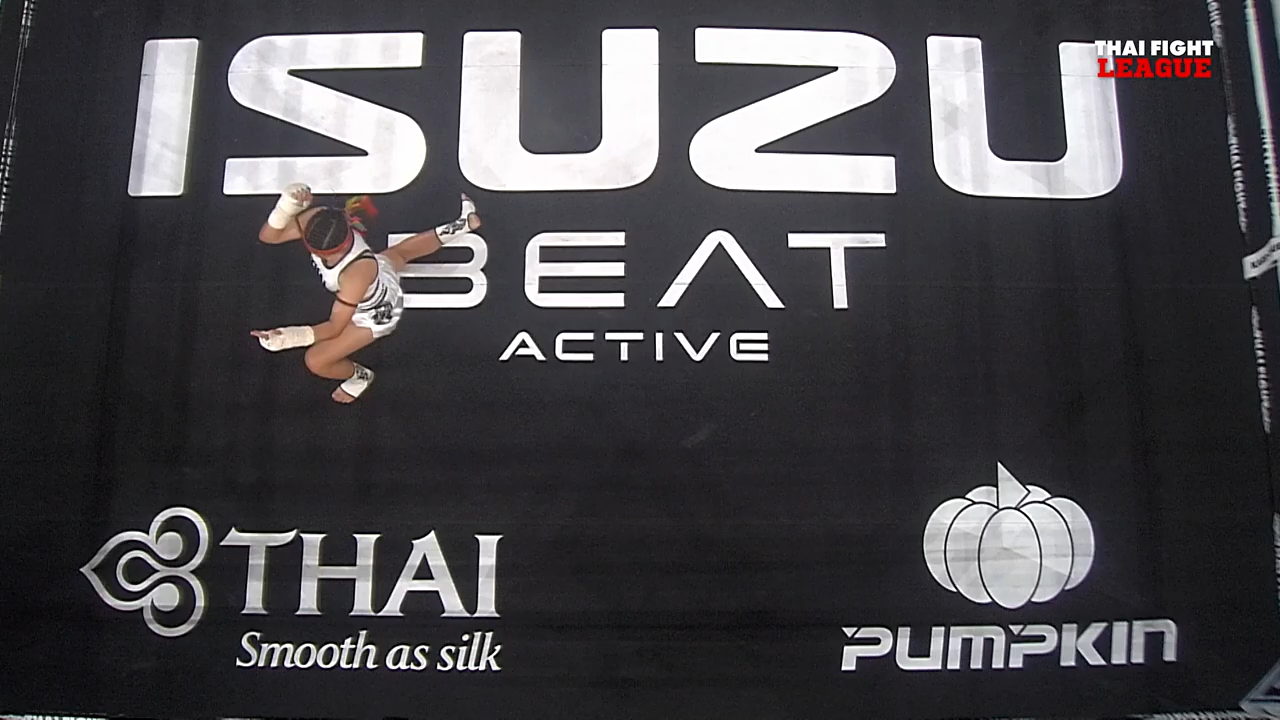 ISUZU
THAI FIGHT
LEAGUE
BEAT
ACTIVE
THAI
Smooth as silk
PUMPKIN